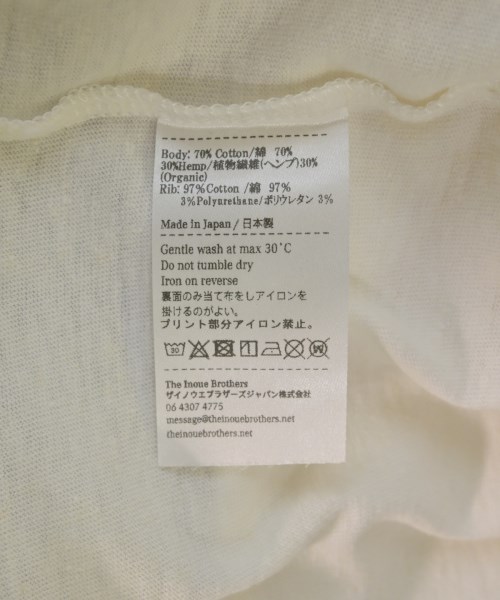 Body: 70% Cotton/綿 70%
30%Hemp/植物繊維(ヘンプ)30%
(Organic)
Rib: 97%Cotton /綿 97%
3%Polyurethane/ポリウレタン 3%
Made in Japan / 日本製
Gentle wash at max 30°C
Do not tumble dry
Iron on reverse
裏面のみ当て布をしアイロンを
掛けるのがよい。
プリント部分アイロン禁止。
30
The Inoue Brothers
ザイノウエブラザーズジャパン株式会社
06 4307 4775
message@theinouebrothers.net
theinouebrothers.net